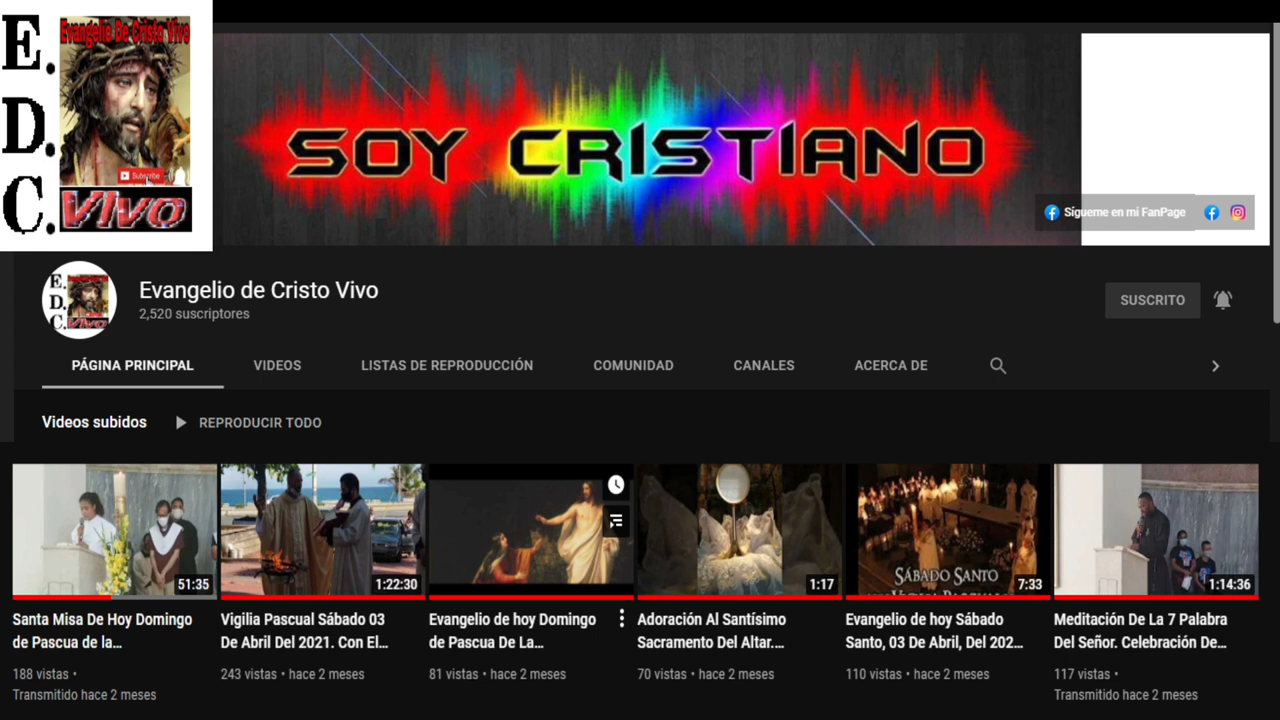 E.
D.
C.
Evangelio De Cristo Vivo
Subscribe
Vivo
SOY CRISTIANO
Sígueme en mi FanPage
E.
D.
C.
Vivo
Evangelio de Cristo Vivo
2,520 suscriptores
SUSCRITO
PÁGINA PRINCIPAL
VIDEOS
LISTAS DE REPRODUCCIÓN
COMUNIDAD
CANALES
ACERCA DE
Videos subidos
REPRODUCIR TODO
51:35
1:22:30
1:17
SÁBADO SANTO
7:33
1:14:36
Santa Misa De Hoy Domingo
de Pascua de la...
188 vistas •
Transmitido hace 2 meses
Vigilia Pascual Sábado 03
De Abril Del 2021. Con El...
243 vistas • hace 2 meses
Evangelio de hoy Domingo
de Pascua De La...
81 vistas • hace 2 meses
Adoración Al Santísimo
Sacramento Del Altar....
70 vistas • hace 2 meses
Evangelio de hoy Sábado
Santo, 03 De Abril, Del 202...
110 vistas • hace 2 meses
Meditación De La 7 Palabra
Del Señor. Celebración De...
117 vistas •
Transmitido hace 2 meses